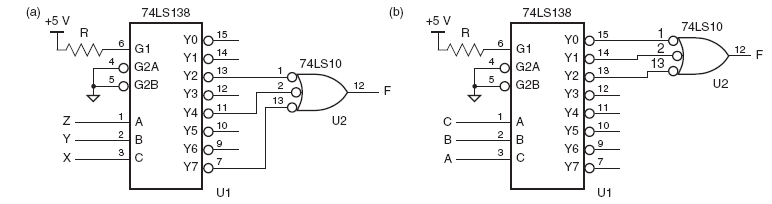 (a)
+5 V
R
74LS138
6 G1
4 G2A
5 G2B
Z 1 A
Y 2 B
X 3 C
Y0 15
Y1 14
Y2 13
Y3 12
Y4 11
Y5 10
Y6 9
Y7 7
U1
74LS10
1
2
13
12 F
U2
(b)
+5 V
R
74LS138
6 G1
4 G2A
5 G2B
C 1 A
B 2 B
A 3 C
Y0 15
Y1 14
Y2 13
Y3 12
Y4 11
Y5 10
Y6 9
Y7 7
U1
74LS10
1
2
13
12 F
U2